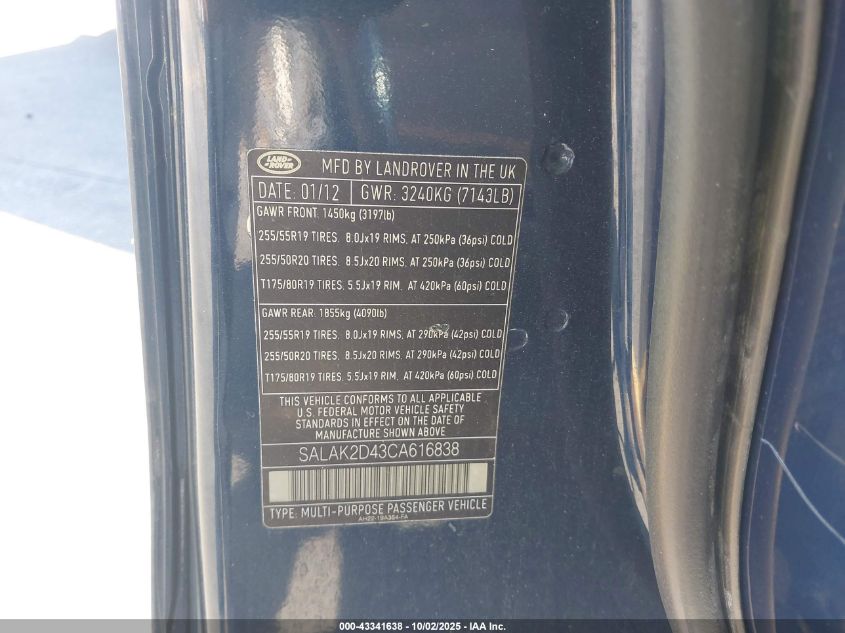 LAND ROVER
MFD BY LANDROVER IN THE UK
DATE: 01/12 GWR: 3240KG (7143LB)
GAWR FRONT: 1450kg (3197lb)
255/55R19 TIRES. 8.0Jx19 RIMS. AT 250kPa (36psi) COLD
255/50R20 TIRES. 8.5Jx20 RIMS. AT 250kPa (36psi) COLD
T175/80R19 TIRES. 5.5Jx19 RIM. AT 420kPa (60psi) COLD
GAWR REAR: 1855kg (4090lb)
255/55R19 TIRES. 8.0Jx19 RIMS. AT 290kPa (42psi) COLD
255/50R20 TIRES. 8.5Jx20 RIMS. AT 290kPa (42psi) COLD
T175/80R19 TIRES. 5.5Jx19 RIM. AT 420kPa (60psi) COLD
THIS VEHICLE CONFORMS TO ALL APPLICABLE
U.S. FEDERAL MOTOR VEHICLE SAFETY
STANDARDS IN EFFECT ON THE DATE OF
MANUFACTURE SHOWN ABOVE
SALAK2D43CA616838
TYPE: MULTI-PURPOSE PASSENGER VEHICLE
AH22-19A384-FA
000-43341638 - 10/02/2025 - IAA Inc.